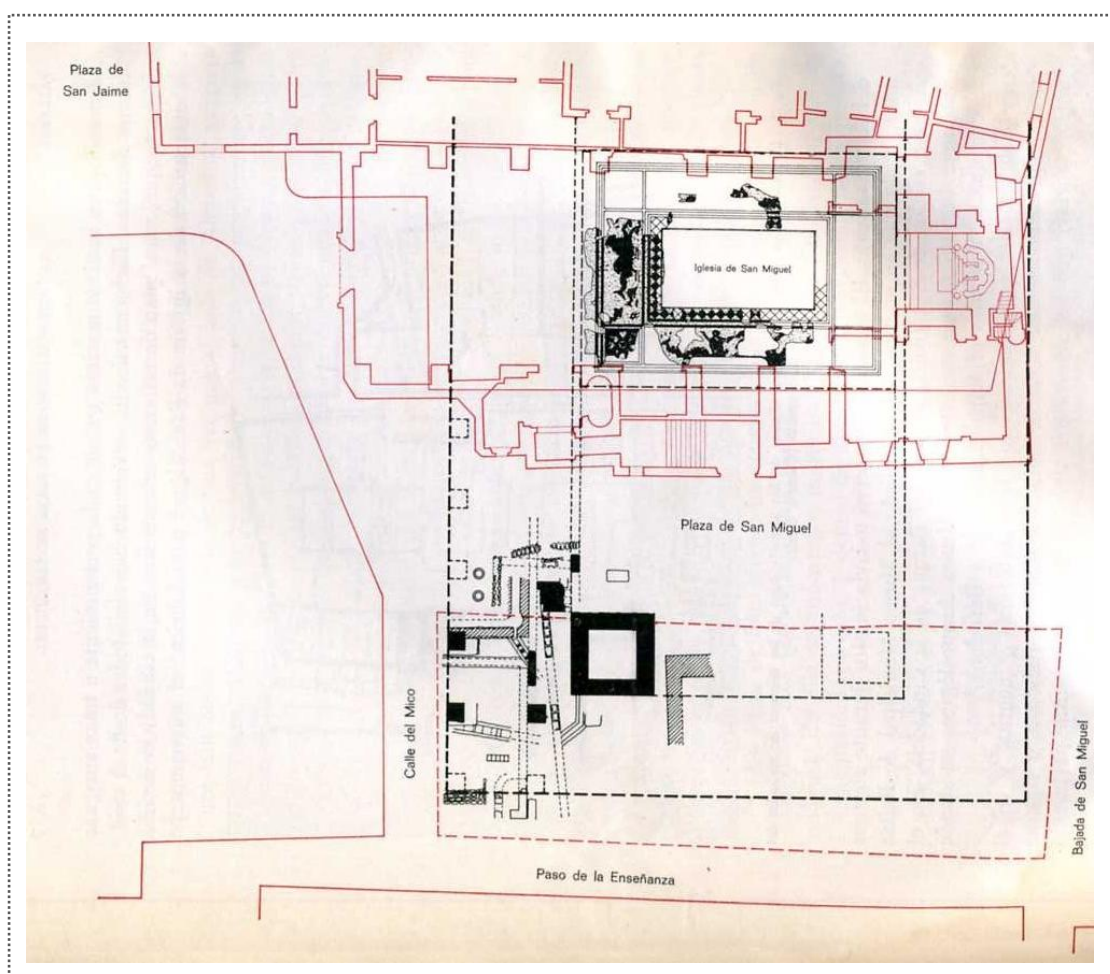 Plaza de
San Jaime
Iglesia de San Miguel
Plaza de San Miguel
Calle del Mico
Bajada de San Miguel
Paso de la Enseñanza